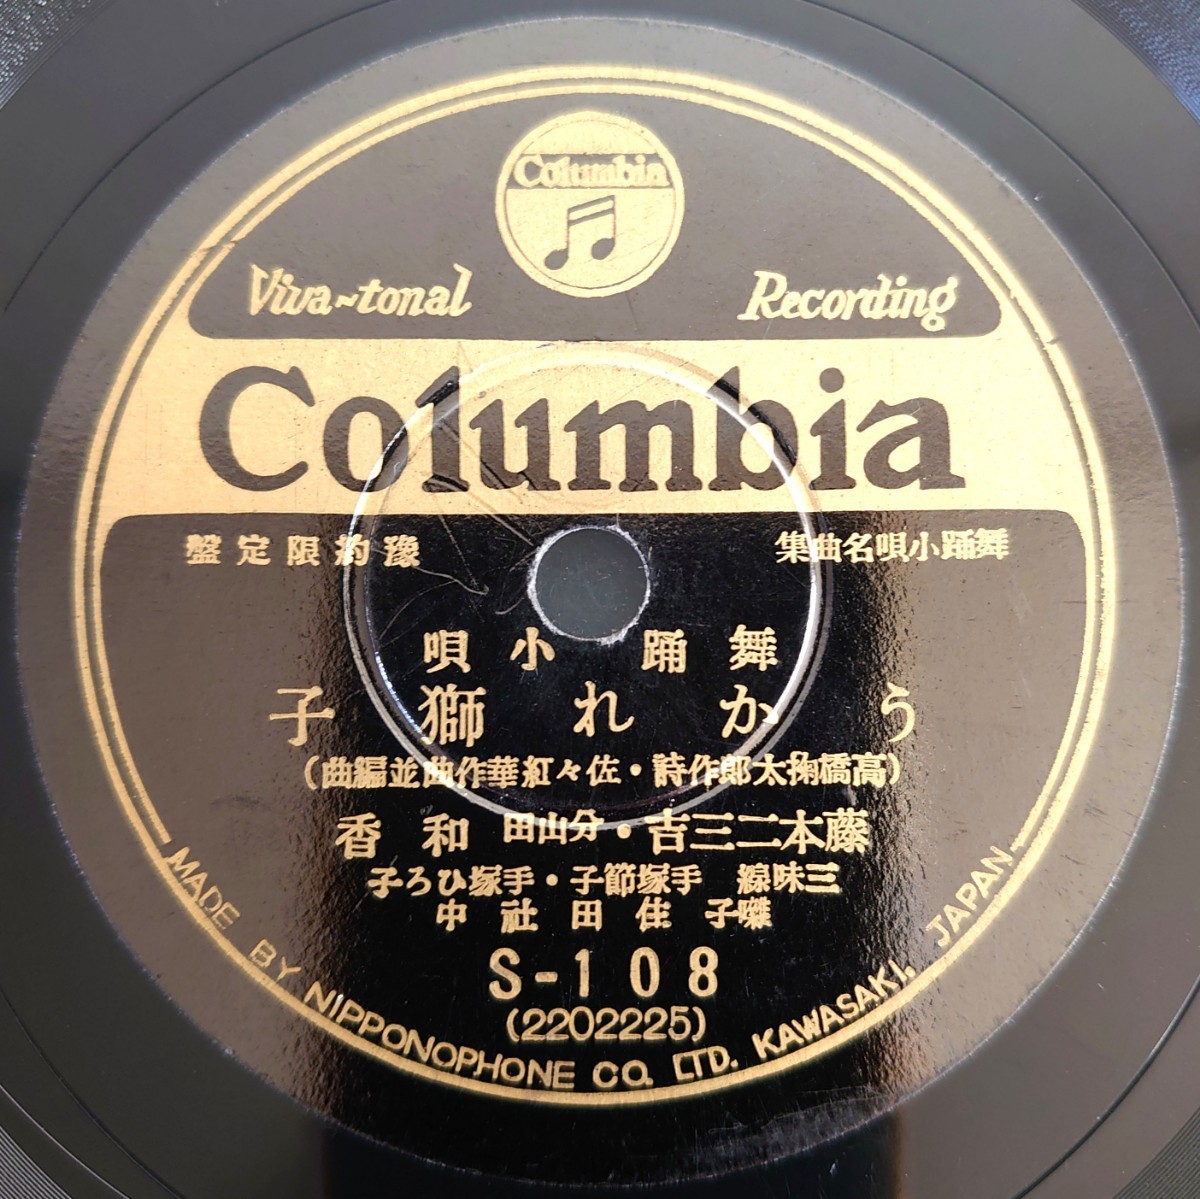 Columbia
Viva-tonal Recording
Columbia
舞踊小唄名曲集 豫約限定盤
舞踊小唄
うかれ獅子
(高橋掬太郎作詩・佐々紅華作曲並編曲)
藤本二三吉・分山田和香
三味線 手塚節子・手塚ひろ子
囃子 住田社中
S-108
(2202225)
MADE BY NIPPONOPHONE CO. LTD. KAWASAKI, JAPAN